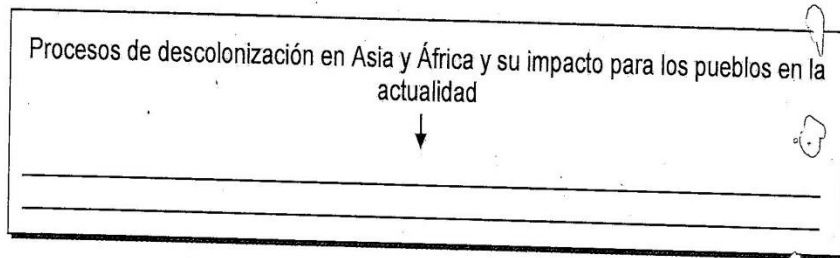 Procesos de descolonización en Asia y África y su impacto para los pueblos en la
actualidad